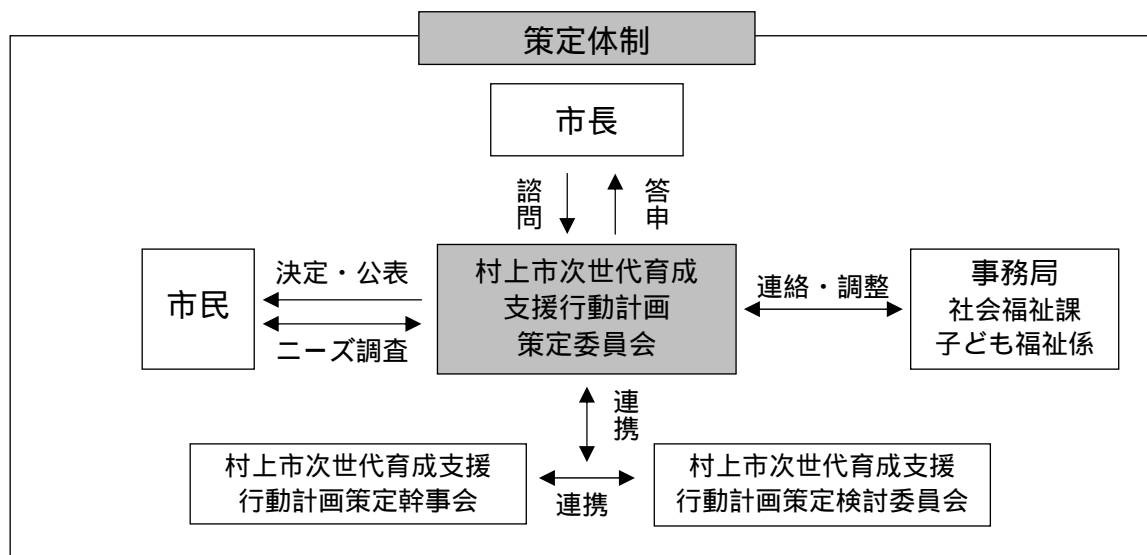 策定体制
市長
諮問
答申
市民
決定・公表
ニーズ調査
村上市次世代育成
支援行動計画
策定委員会
連絡・調整
事務局
社会福祉課
子ども福祉係
連携
村上市次世代育成支援
行動計画策定幹事会
連携
村上市次世代育成支援
行動計画策定検討委員会